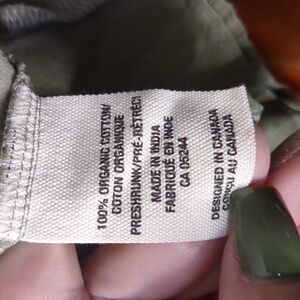 100% ORGANIC COTTON/
COTON ORGANIQUE
PRESHRUNK/PRÉ-RÉTRÉCI
MADE IN INDIA
FABRIQUÉ EN INDE
CA 05344
DESIGNED IN CANADA
CONÇU AU CANADA